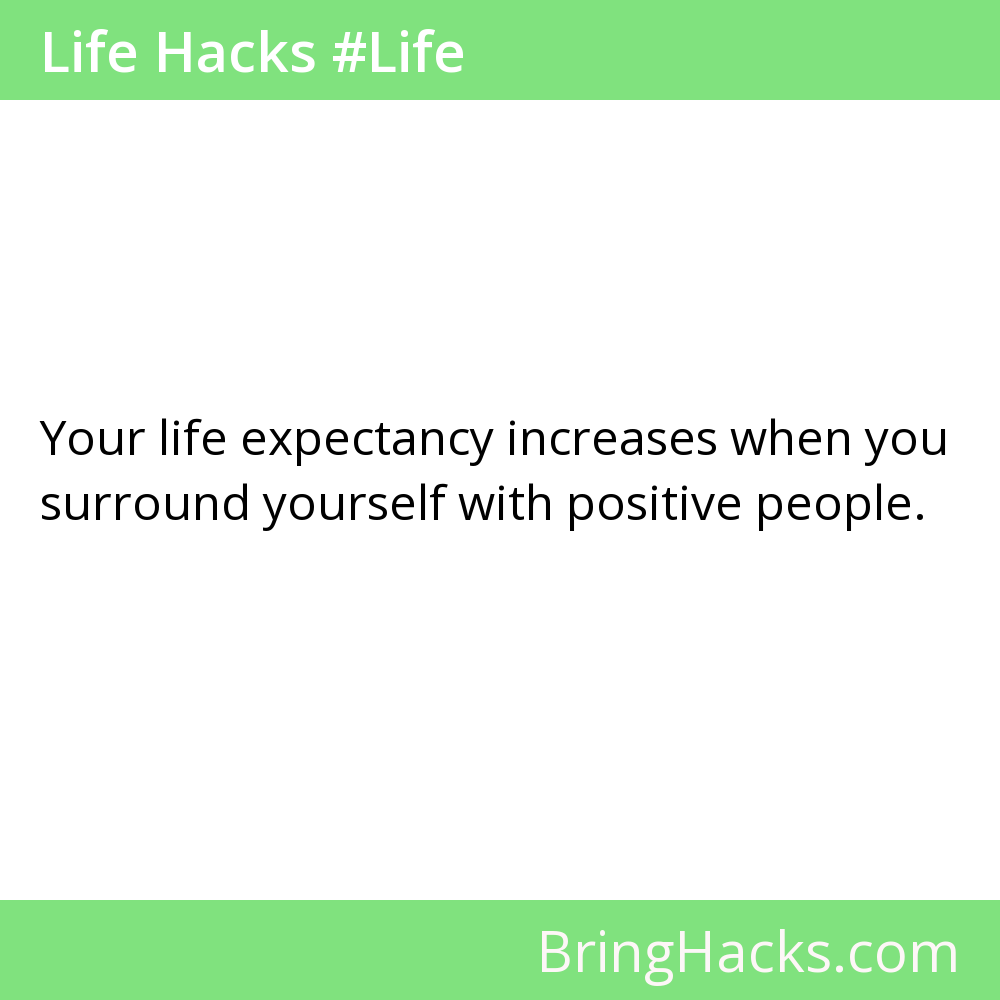 Life Hacks #Life
Your life expectancy increases when you
surround yourself with positive people.
BringHacks.com